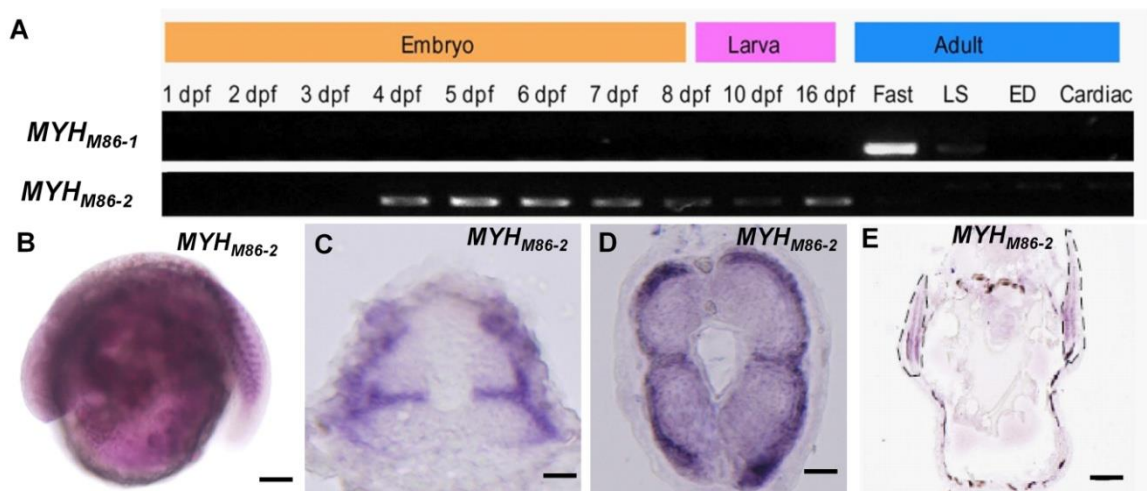 A
Embryo Larva Adult
1 dpf 2 dpf 3 dpf 4 dpf 5 dpf 6 dpf 7 dpf 8 dpf 10 dpf 16 dpf Fast LS ED Cardiac
MYHM86-1
MYHM86-2
B MYHM86-2
C MYHM86-2
D MYHM86-2
E MYHM86-2